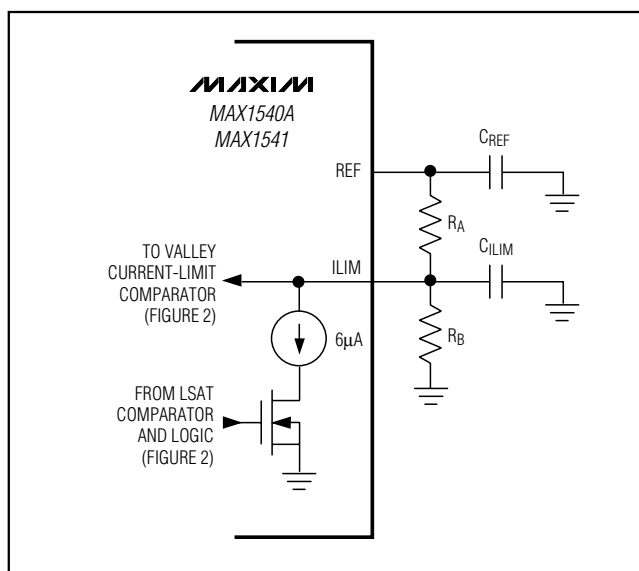 MAXIM
MAX1540A
MAX1541
REF
C_REF
R_A
TO VALLEY
CURRENT-LIMIT
COMPARATOR
(FIGURE 2)
ILIM
C_ILIM
6μA
R_B
FROM LSAT
COMPARATOR
AND LOGIC
(FIGURE 2)